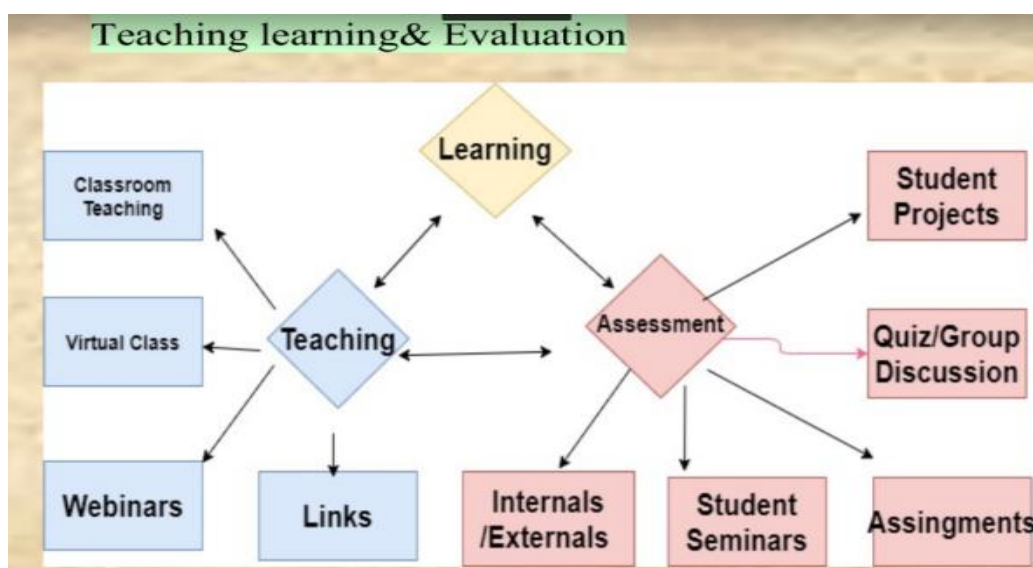 Teaching learning& Evaluation
Learning
Classroom
Teaching
Student
Projects
Virtual Class
Teaching
Assessment
Quiz/Group
Discussion
Webinars
Links
Internals
/Externals
Student
Seminars
Assingments